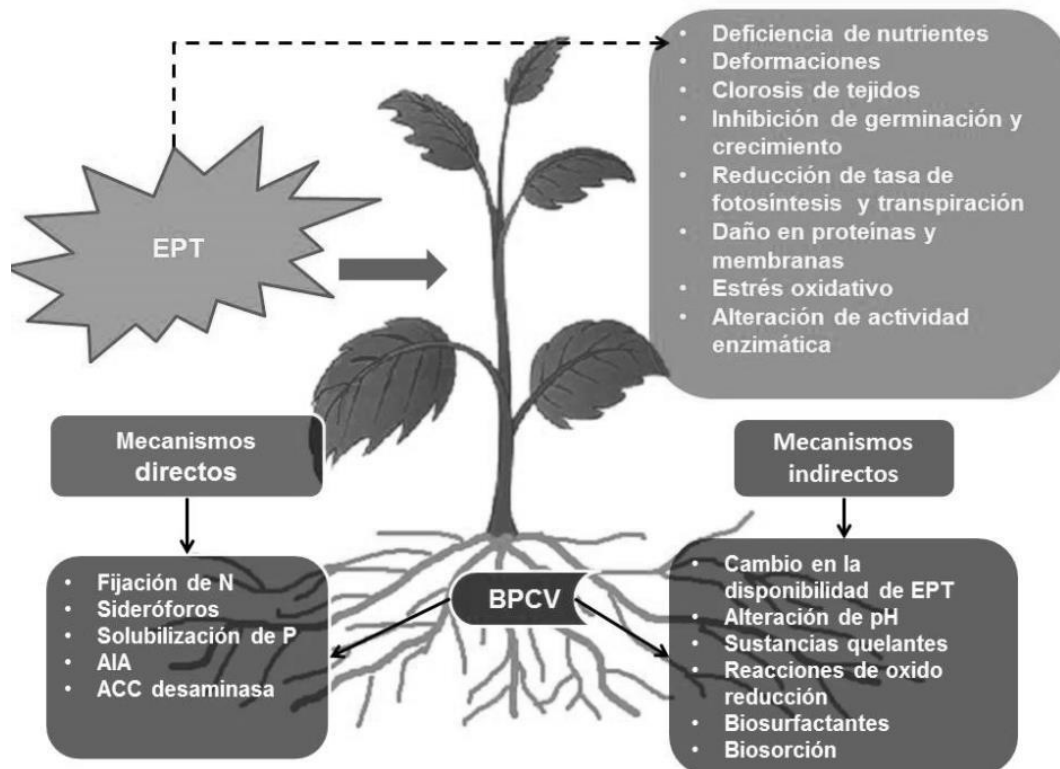 • Deficiencia de nutrientes
• Deformaciones
• Clorosis de tejidos
• Inhibición de germinación y
crecimiento
• Reducción de tasa de
fotosíntesis y transpiración
• Daño en proteínas y
membranas
• Estrés oxidativo
• Alteración de actividad
enzimática
EPT
Mecanismos
directos
• Fijación de N
• Sideróforos
• Solubilización de P
• AIA
• ACC desaminasa
BPCV
Mecanismos
indirectos
• Cambio en la
disponibilidad de EPT
• Alteración de pH
• Sustancias quelantes
• Reacciones de oxido
reducción
• Biosurfactantes
• Biosorción